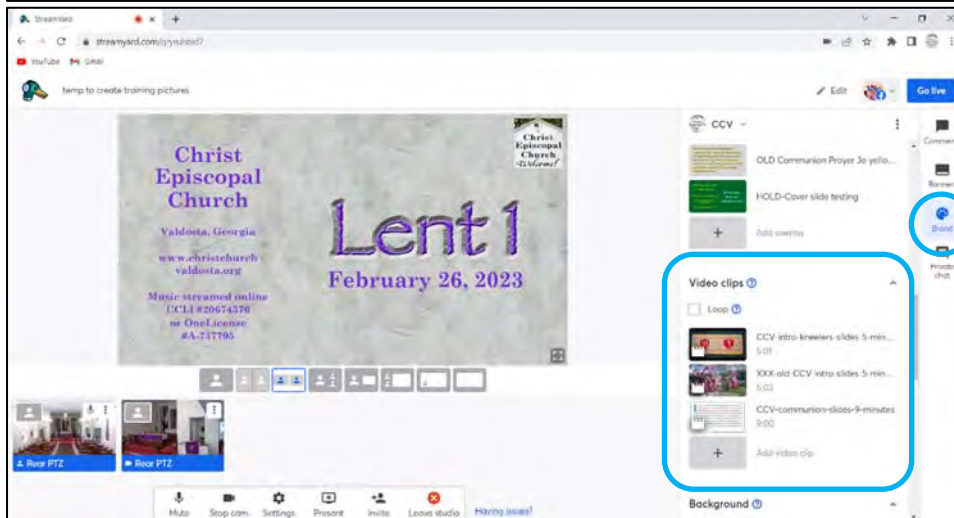 Streamyard
streamyard.com/
YouTube
Gmail
temp to create training pictures
Edit
Go live
Christ
Episcopal
Church
Valdosta, Georgia
www.christchurch
valdosta.org
Music streamed online
CCLI #20674376
or OneLicense
#A-737795
Christ
Episcopal
Church
Welcome!
Lent 1
February 26, 2023
Rear PTZ
Rear PTZ
Mute
Stop cam
Settings
Present
Invite
Leave studio
Having issues?
CCV
OLD Communion Prayer 3o yello...
HOLD-Cover slide testing
Add overlay
Video clips
Loop
CCV-intro-kneelers-slides-5-min...
5:01
XXX-old CCV intro slides 5 min...
5:03
CCV-communion-slices-9-minutes
9:00
Add video clip
Background
Commen
Banner
Brand
Private
chat